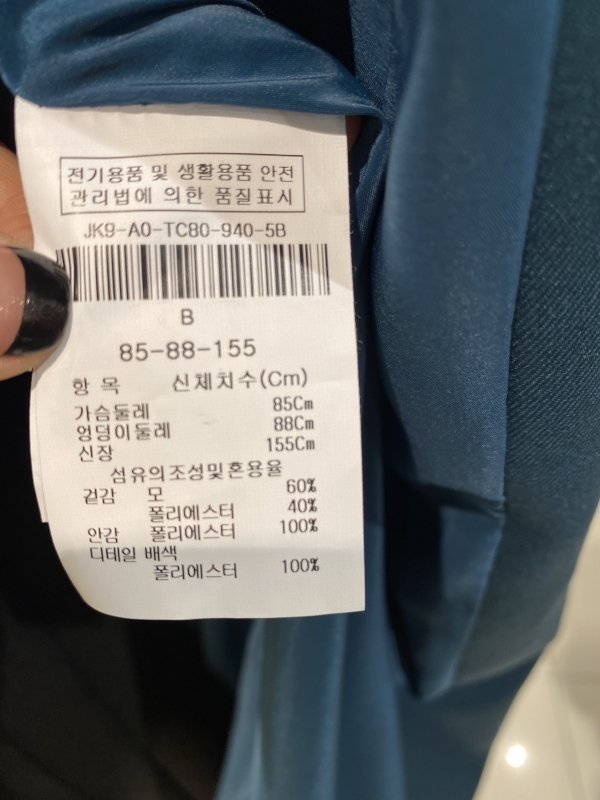 전기용품 및 생활용품 안전
관리법에 의한 품질표시
JK9-A0-TC80-940-5B
B
85-88-155
항 목 신체치수(Cm)
가슴둘레 85Cm
엉덩이둘레 88Cm
신장 155Cm
섬유의조성및혼용율
겉감 모 60%
폴리에스터 40%
안감 폴리에스터 100%
디테일 배색
폴리에스터 100%